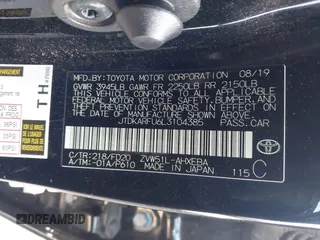 MFD.BY:TOYOTA MOTOR CORPORATION 08/19
GVWR 3945LB GAWR FR 2250LB RR 2150LB
THIS VEHICLE CONFORMS TO ALL APPLICABLE
FEDERAL MOTOR VEHICLE SAFETY, BUMPER, AND
THEFT PREVENTION STANDARDS IN EFFECT ON
THE DATE OF MANUFACTURE SHOWN ABOVE.
JTDKARFU6L3104385 PASS.CAR
C/TR:218/FD20 ZVW51L-AHXEBA
A/TM:-01A/P610 MADE IN JAPAN 115 C
TH
BIDFAX